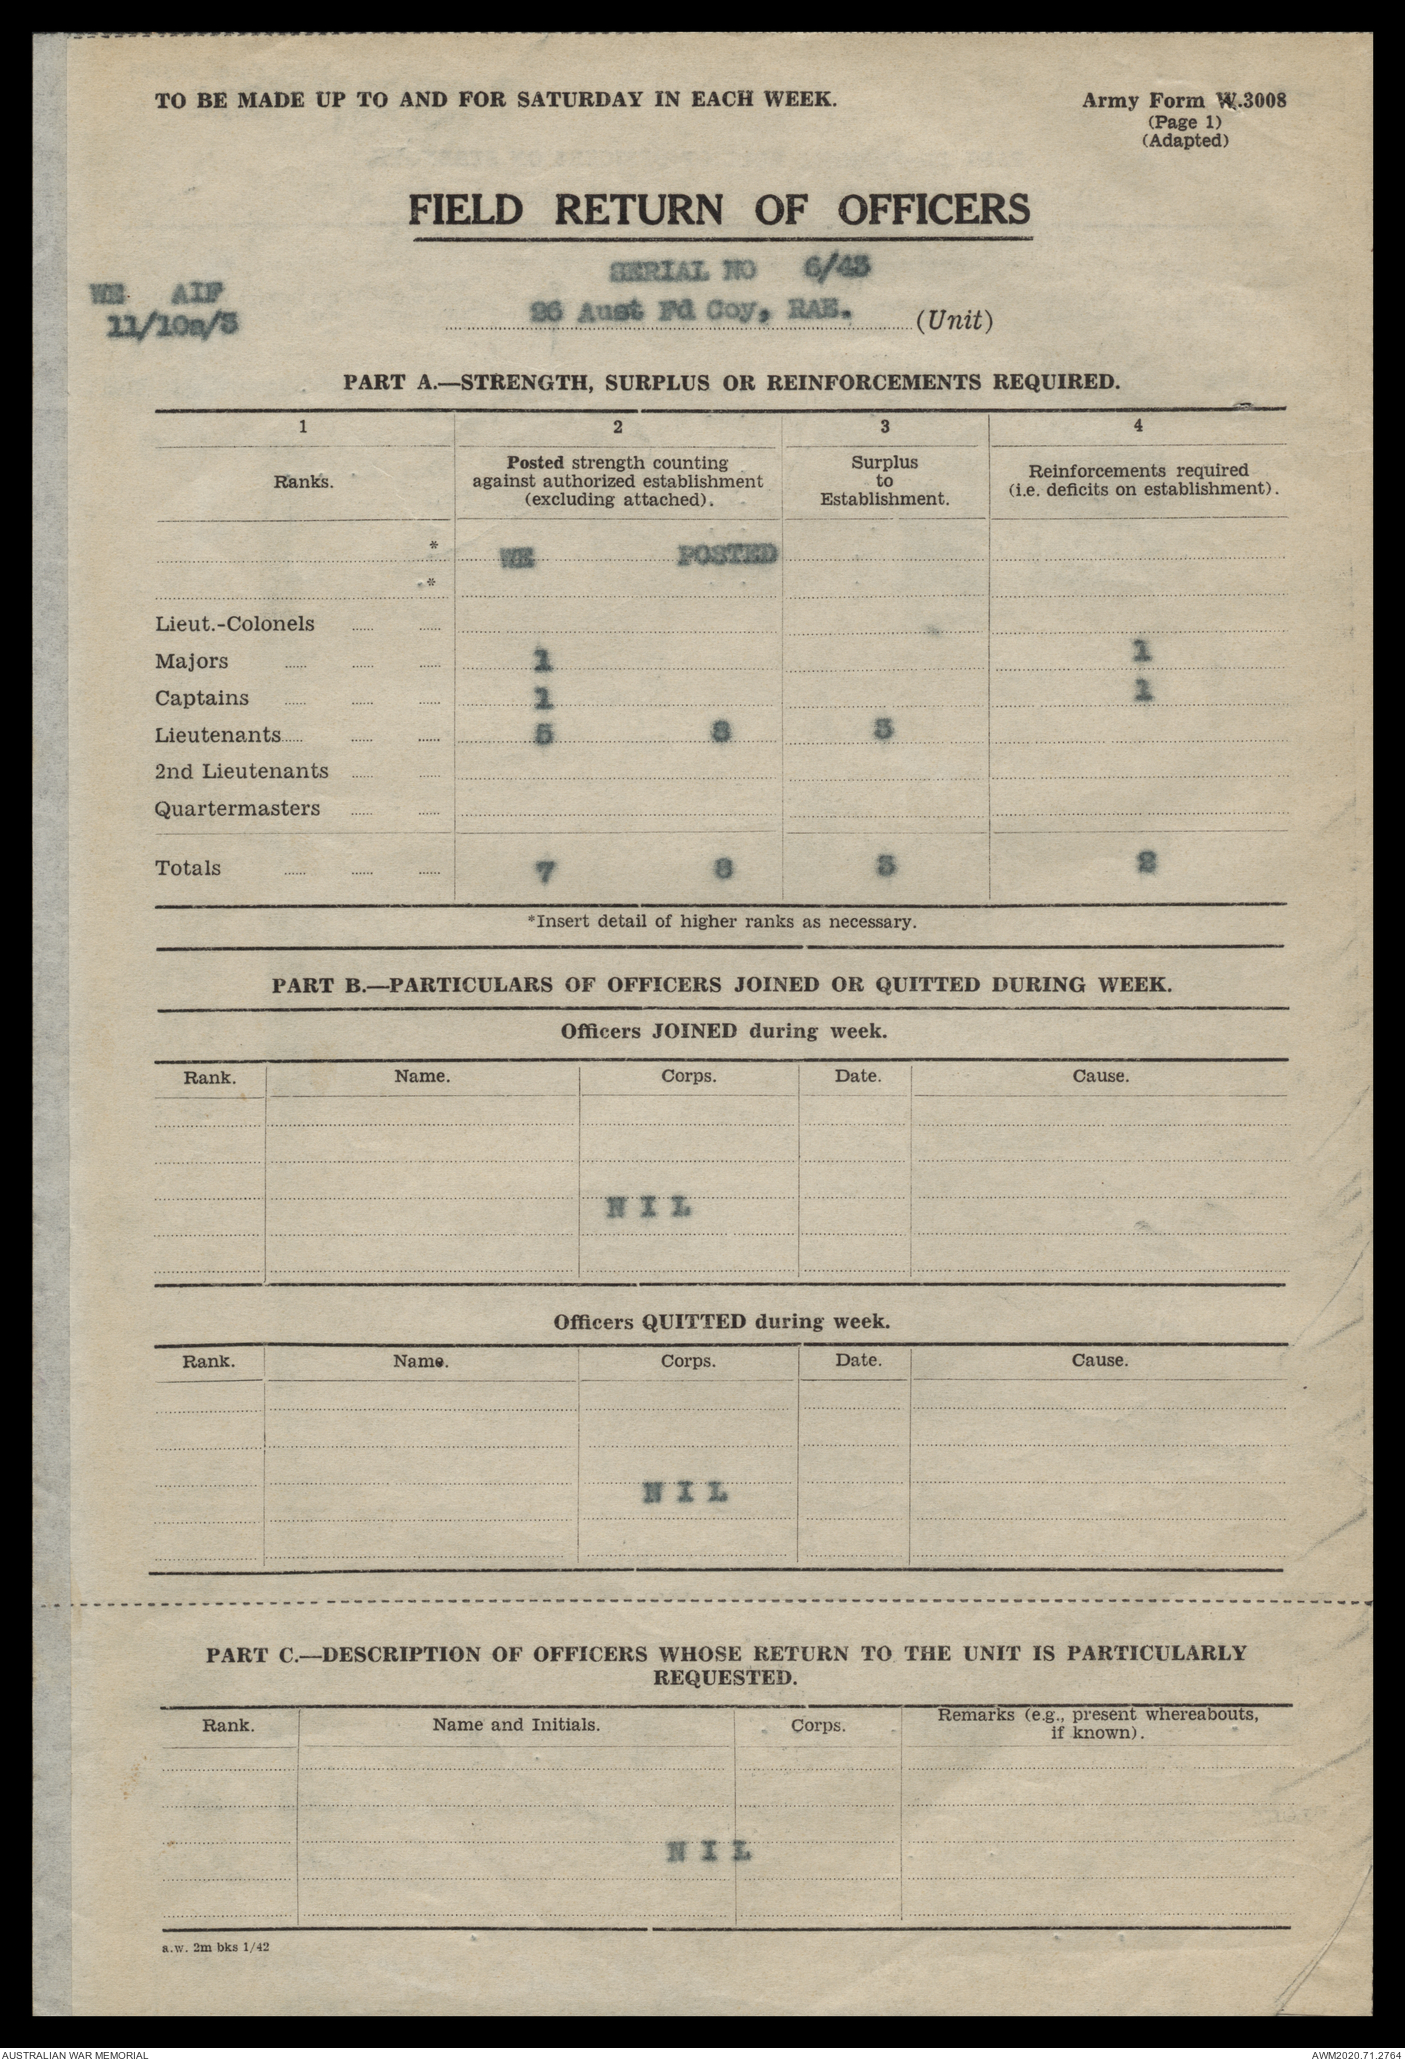 TO BE MADE UP TO AND FOR SATURDAY IN EACH WEEK. Army Form W.3008
(Page 1)
(Adapted)
FIELD RETURN OF OFFICERS
SERIAL NO 6/43
WE AIF
11/10a/3
26 Aust Fd Coy, RAE. (Unit)
PART A.—STRENGTH, SURPLUS OR REINFORCEMENTS REQUIRED.
1 2 3 4
Ranks. Posted strength counting against authorized establishment (excluding attached). Surplus to Establishment. Reinforcements required (i.e. deficits on establishment).
* WE POSTED
*
Lieut.-Colonels
Majors 1 1
Captains 1 1
Lieutenants 5 8 3
2nd Lieutenants
Quartermasters
Totals 7 8 3 2
*Insert detail of higher ranks as necessary.
PART B.—PARTICULARS OF OFFICERS JOINED OR QUITTED DURING WEEK.
Officers JOINED during week.
Rank. Name. Corps. Date. Cause.
N I L
Officers QUITTED during week.
Rank. Name. Corps. Date. Cause.
N I L
PART C.—DESCRIPTION OF OFFICERS WHOSE RETURN TO THE UNIT IS PARTICULARLY
REQUESTED.
Rank. Name and Initials. Corps. Remarks (e.g., present whereabouts, if known).
N I L
a.w. 2m bks 1/42
AUSTRALIAN WAR MEMORIAL AWM2020.71.2764